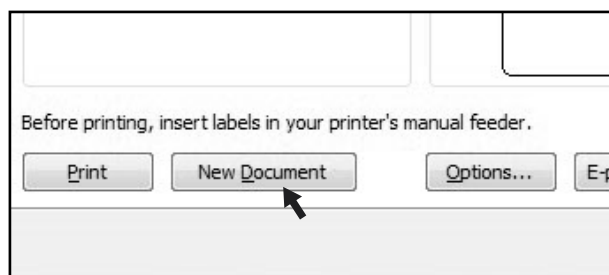 Before printing, insert labels in your printer's manual feeder.
Print New Document Options... E-